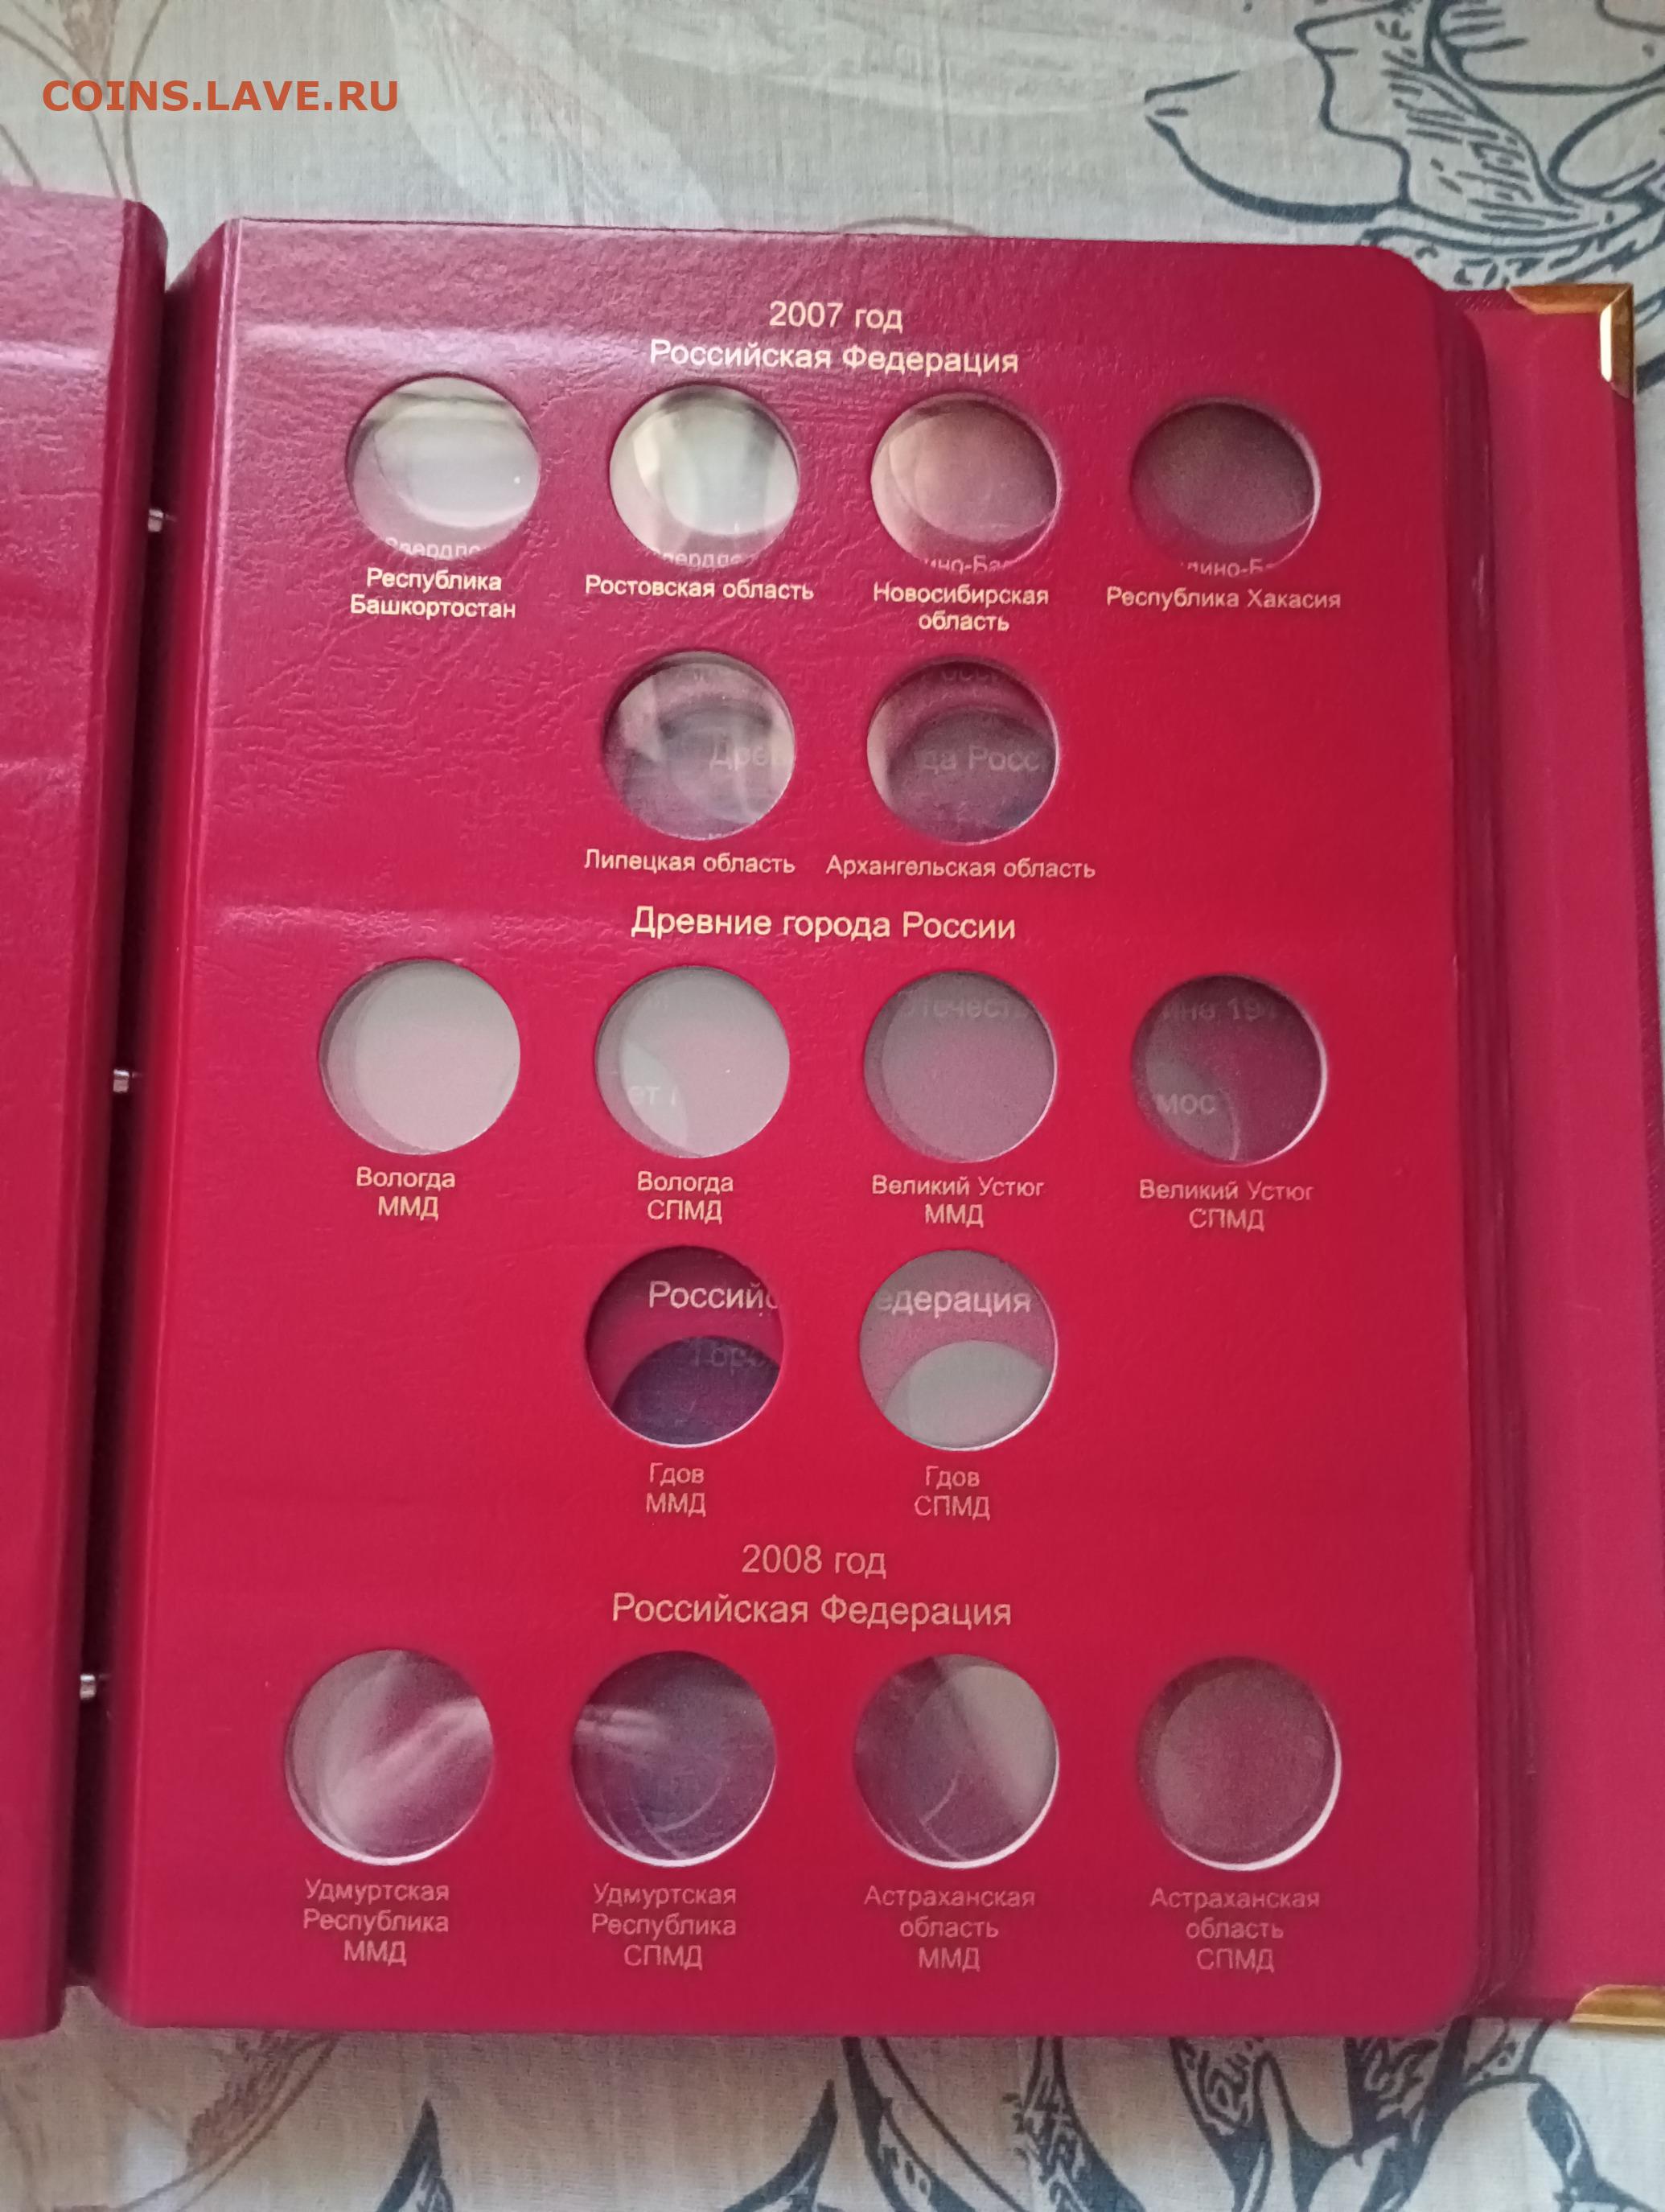 COINS.LAVE.RU
2007 год
Российская Федерация
Республика Башкортостан
Ростовская область
Новосибирская область
Республика Хакасия
Липецкая область
Архангельская область
Древние города России
Вологда ММД
Вологда СПМД
Великий Устюг ММД
Великий Устюг СПМД
Российс
едерация
Гдов ММД
Гдов СПМД
2008 год
Российская Федерация
Удмуртская Республика ММД
Удмуртская Республика СПМД
Астраханская область ММД
Астраханская область СПМД